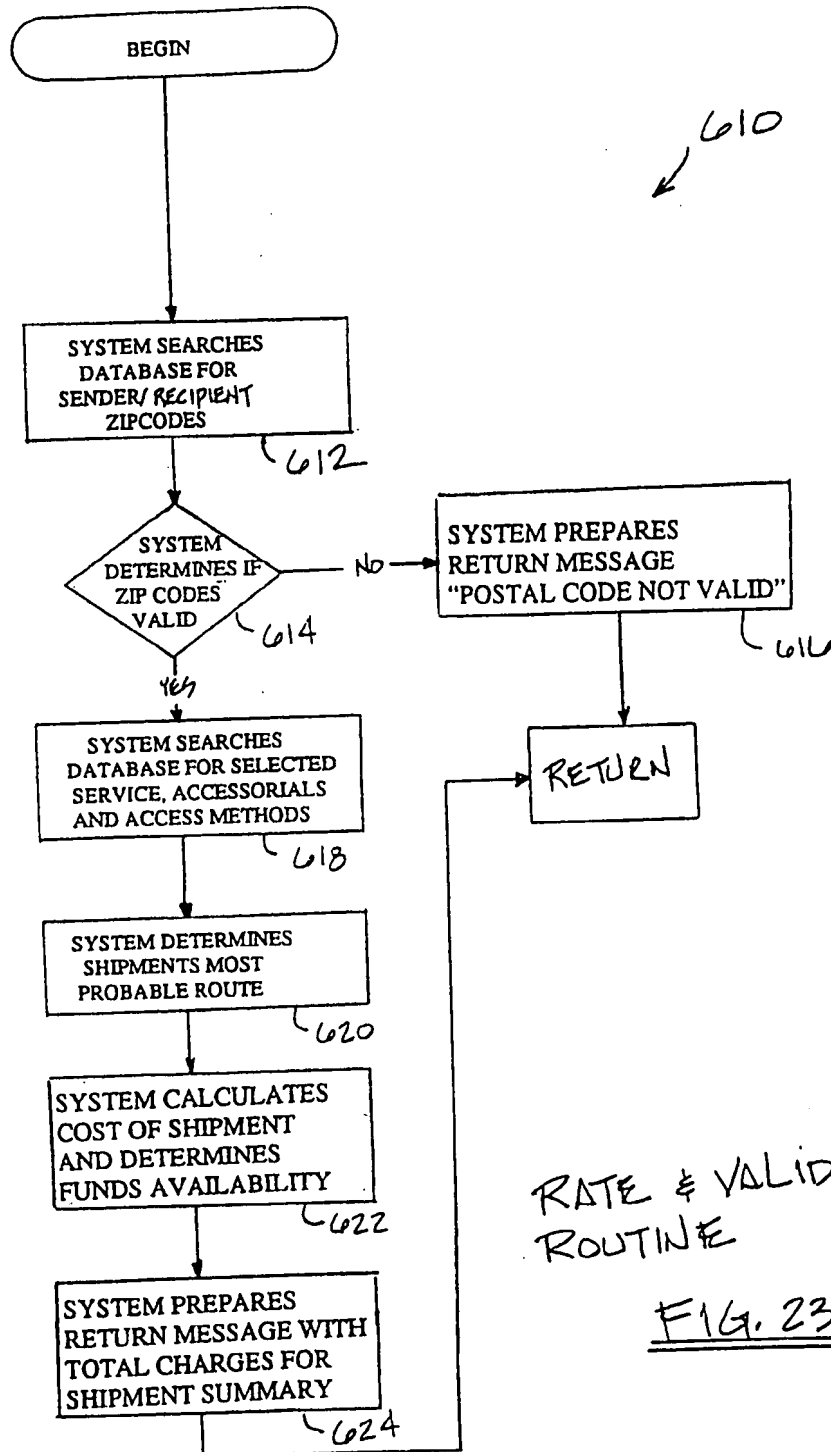 BEGIN
610
SYSTEM SEARCHES
DATABASE FOR
SENDER/RECIPIENT
ZIPCODES
612
SYSTEM
DETERMINES IF
ZIP CODES
VALID
614
NO
SYSTEM PREPARES
RETURN MESSAGE
“POSTAL CODE NOT VALID”
616
YES
SYSTEM SEARCHES
DATABASE FOR SELECTED
SERVICE, ACCESSORIALS
AND ACCESS METHODS
618
RETURN
SYSTEM DETERMINES
SHIPMENTS MOST
PROBABLE ROUTE
620
SYSTEM CALCULATES
COST OF SHIPMENT
AND DETERMINES
FUNDS AVAILABILITY
622
SYSTEM PREPARES
RETURN MESSAGE WITH
TOTAL CHARGES FOR
SHIPMENT SUMMARY
624
RATE & VALID
ROUTINE
FIG. 23